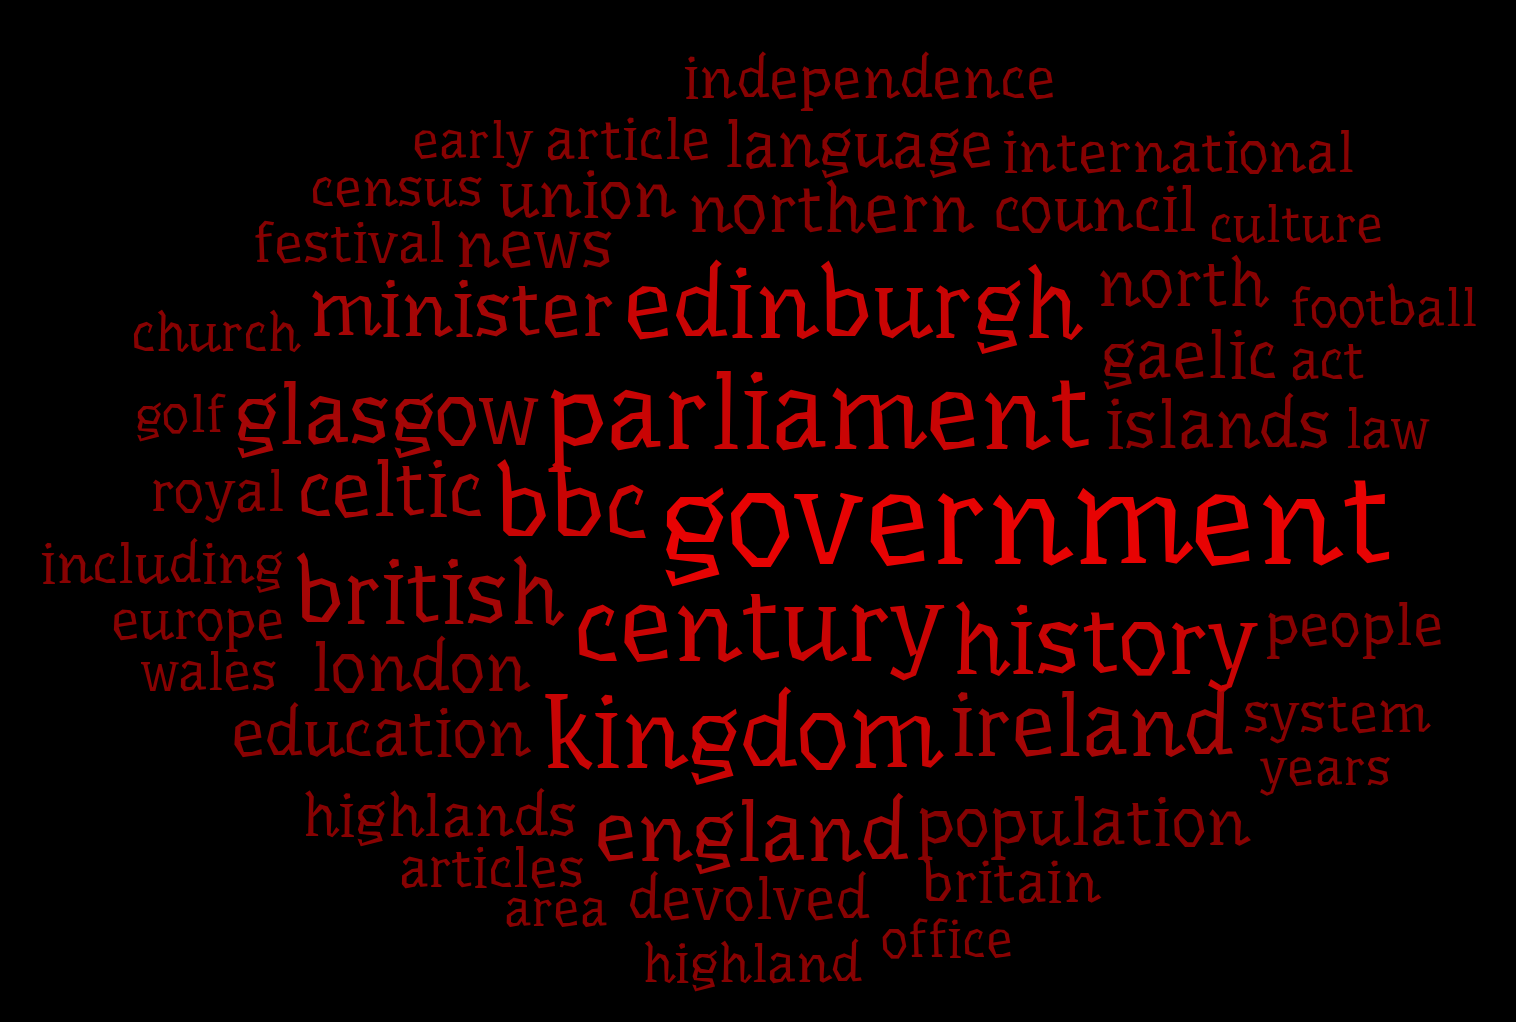 independence
early article language international
census union northern council culture
festival news
minister edinburgh north football
church
gaelic act
golf glasgow parliament islands law
royal celtic bbc government
including british
europe century history people
wales london
education kingdom ireland system
years
highlands england population
articles
area devolved britain
highland office